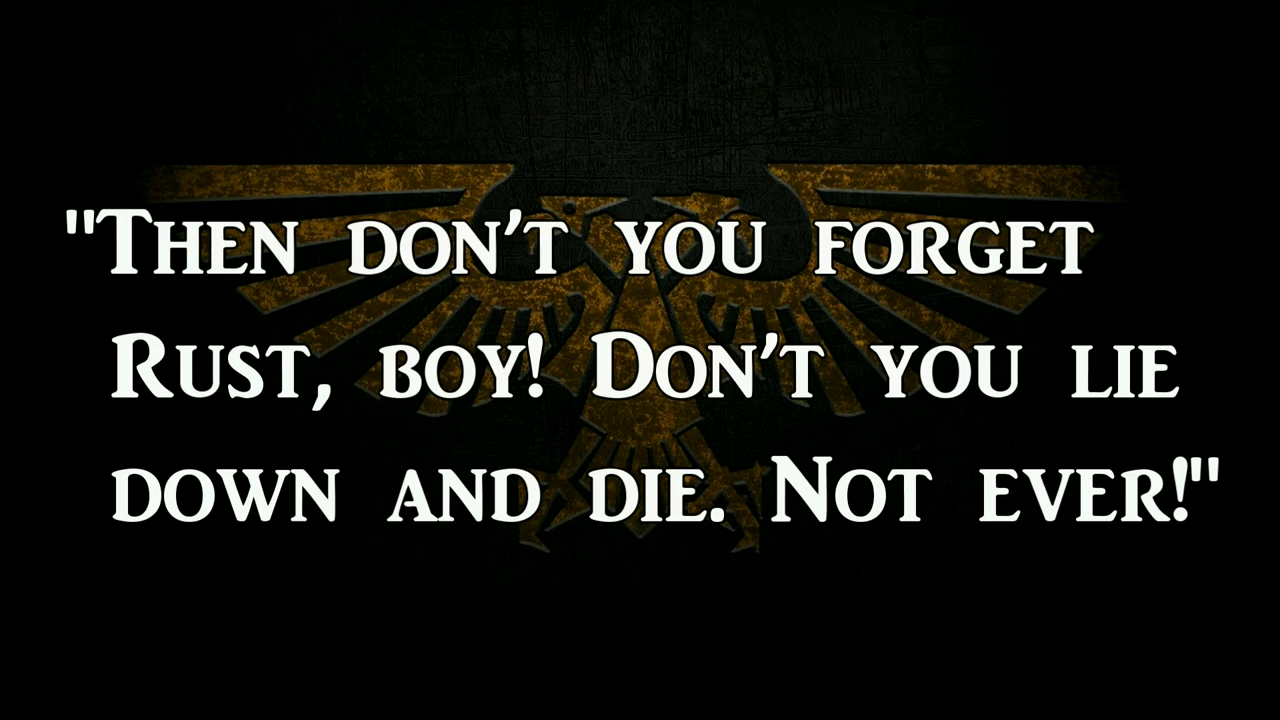 "Then don't you forget
Rust, boy! Don't you lie
down and die. Not ever!"